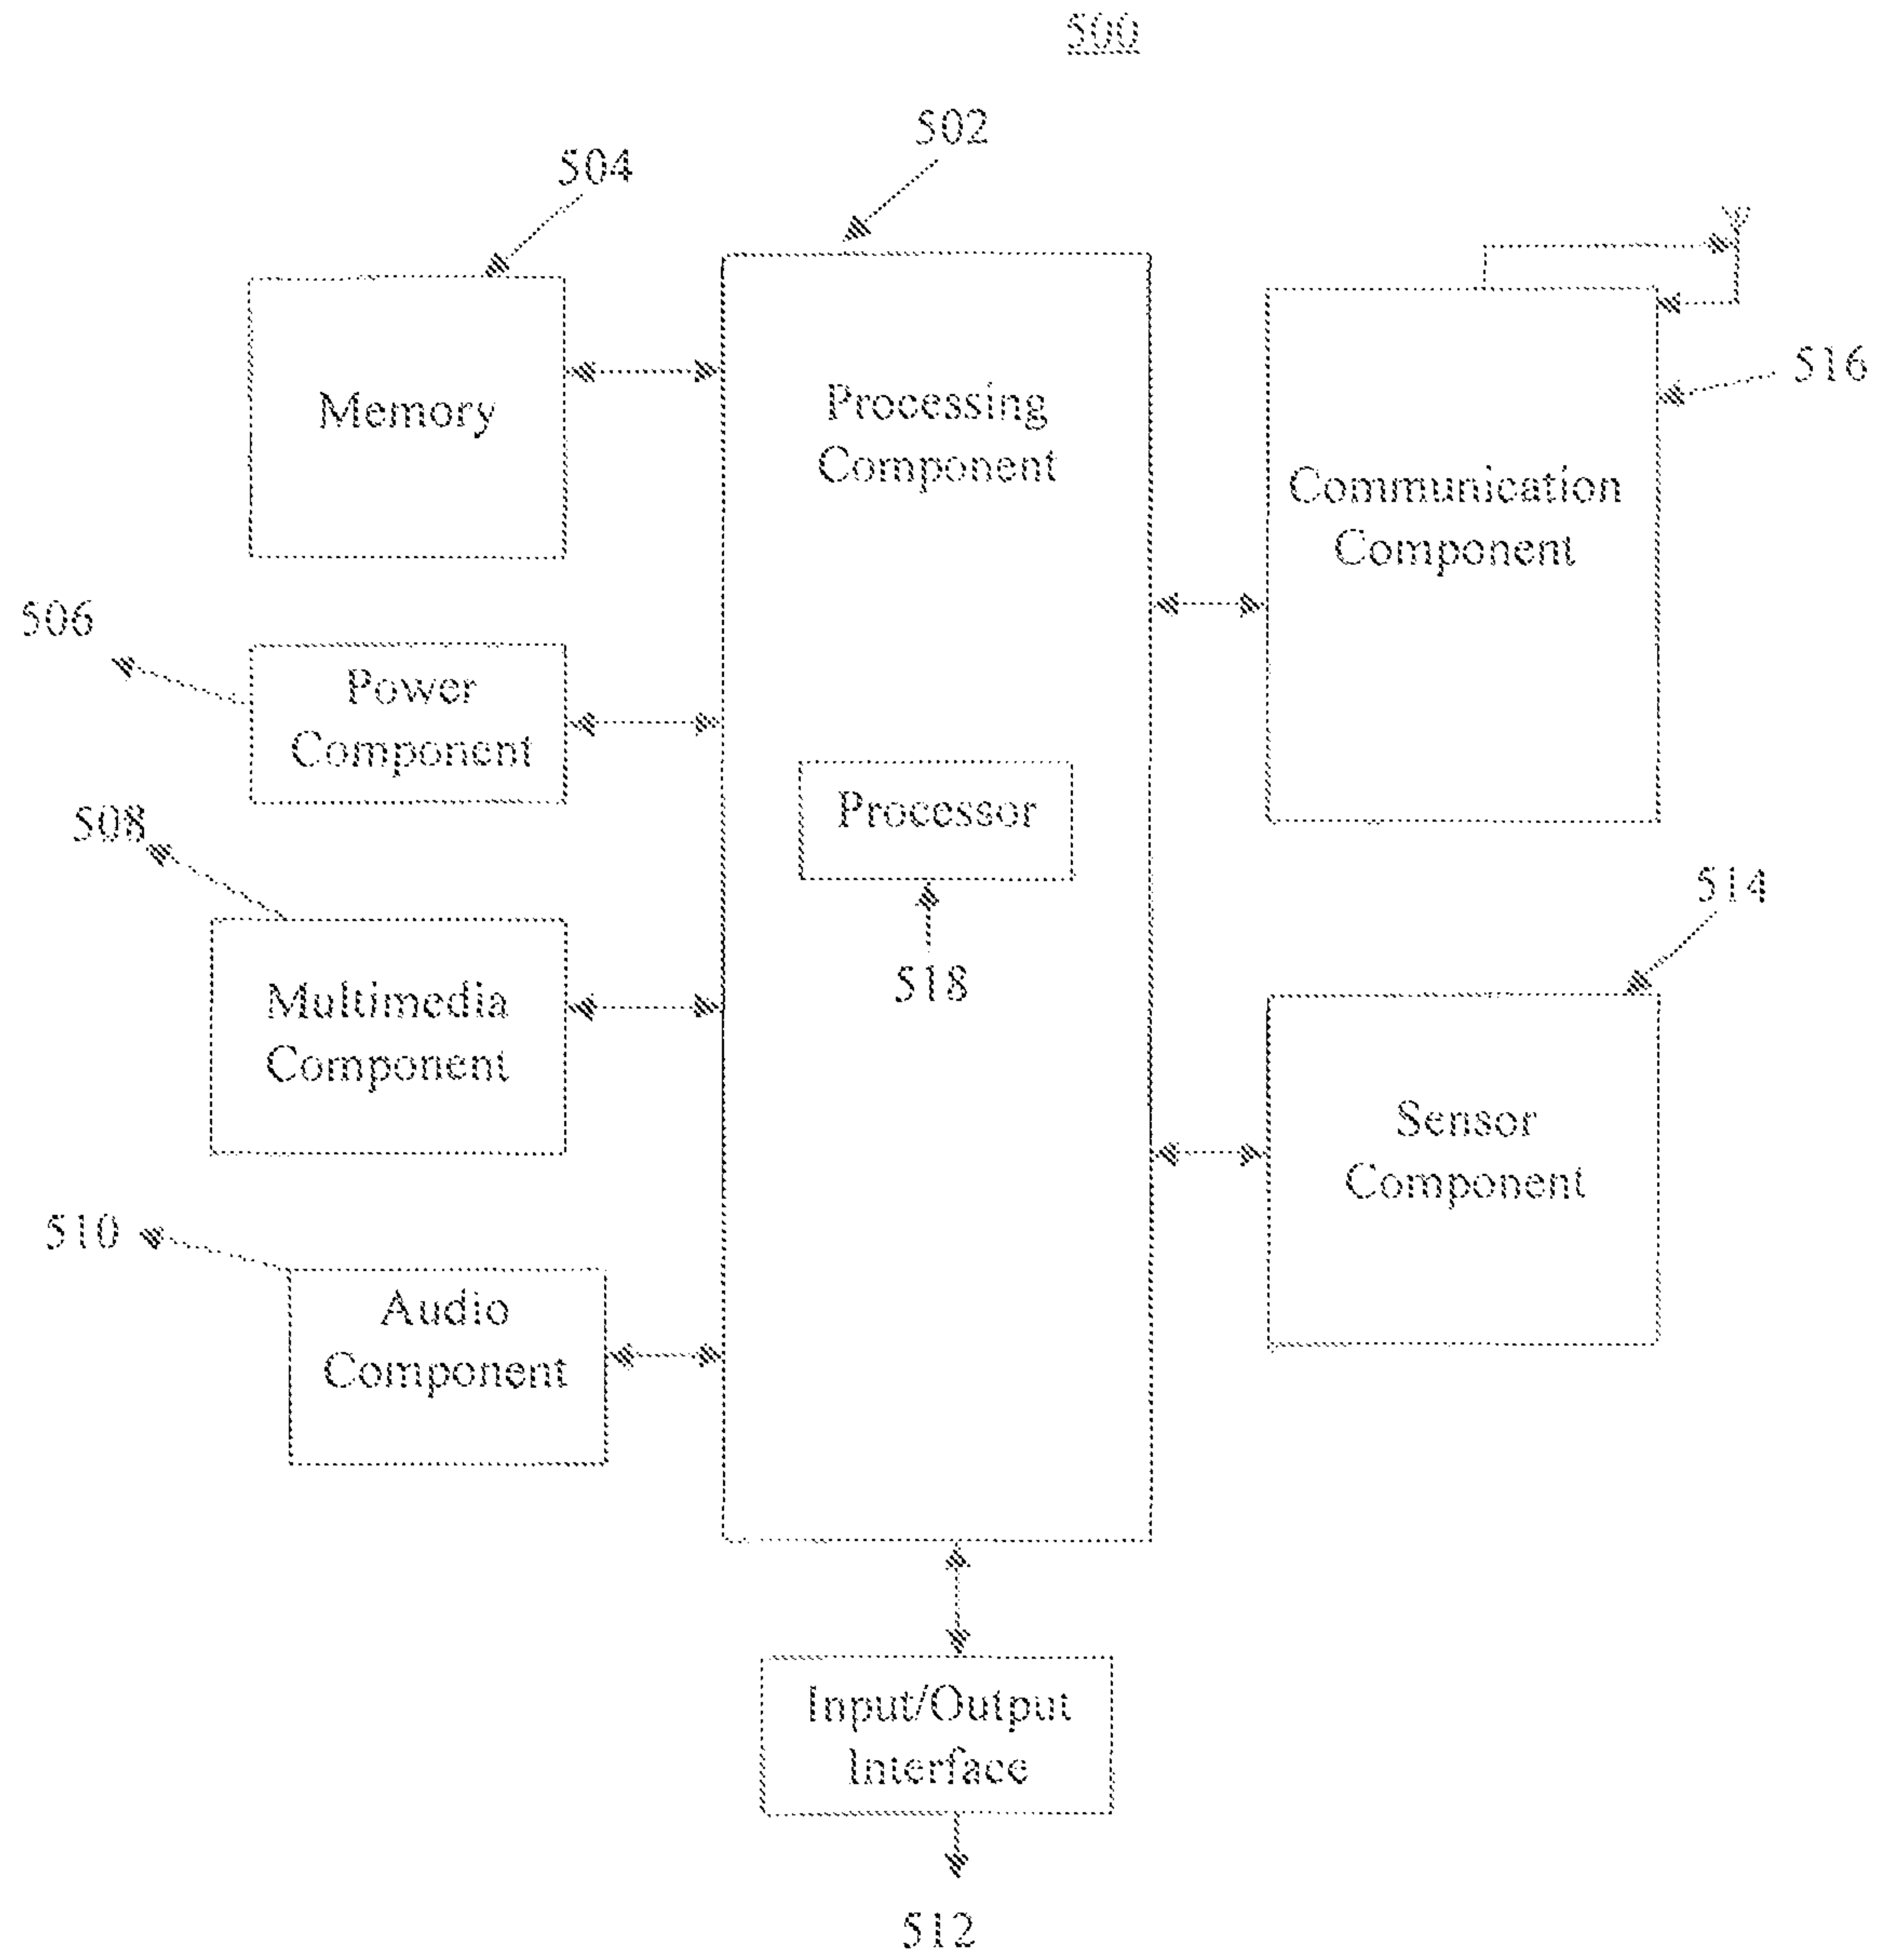 500
502
504
Memory
Processing
Component
516
Communication
Component
506
Power
Component
508
Processor
518
514
Multimedia
Component
Sensor
Component
510
Audio
Component
Input/Output
Interface
512